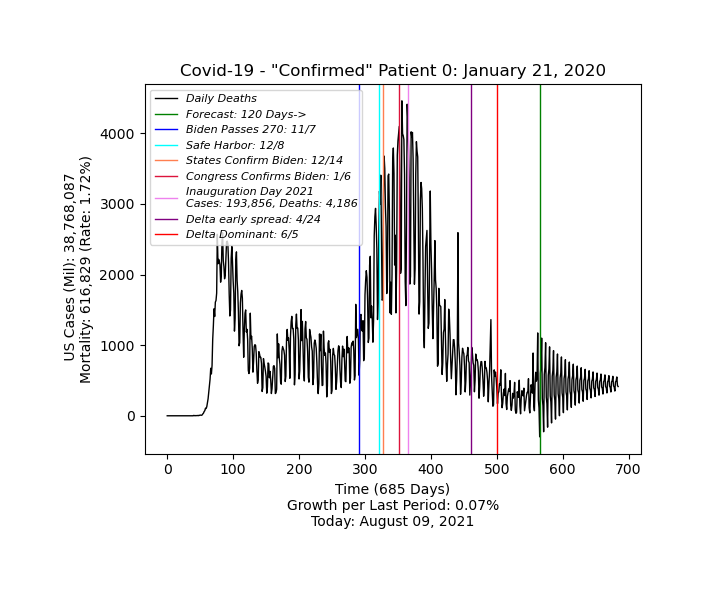 Covid-19 - "Confirmed" Patient 0: January 21, 2020
Daily Deaths
Forecast: 120 Days->
Biden Passes 270: 11/7
Safe Harbor: 12/8
States Confirm Biden: 12/14
Congress Confirms Biden: 1/6
Inauguration Day 2021
Cases: 193,856, Deaths: 4,186
Delta early spread: 4/24
Delta Dominant: 6/5
US Cases (Mil): 38,768,087
Mortality: 616,829 (Rate: 1.72%)
4000
3000
2000
1000
0
0 100 200 300 400 500 600 700
Time (685 Days)
Growth per Last Period: 0.07%
Today: August 09, 2021